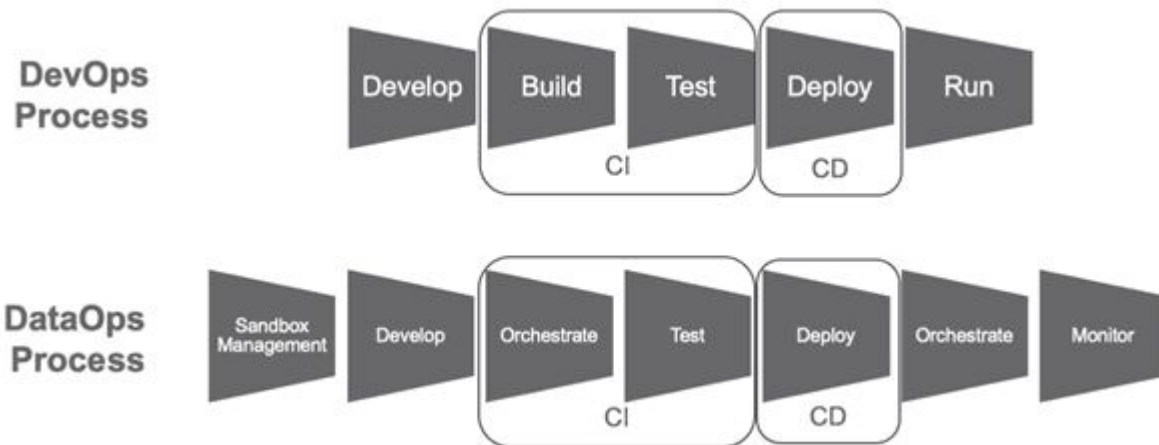 DevOps
Process
Develop
Build
Test
Deploy
Run
CI
CD
DataOps
Process
Sandbox
Management
Develop
Orchestrate
Test
Deploy
Orchestrate
Monitor
CI
CD